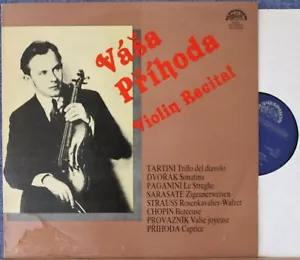 Váša
Příhoda
Violin Recital
TARTINI Trillo del diavolo
DVOŘÁK Sonatina
PAGANINI Le Streghe
SARASATE Zigeunerweisen
STRAUSS Rosenkavalier-Walzer
CHOPIN Berceuse
PROVAZNÍK Valse joyeuse
PŘÍHODA Caprice